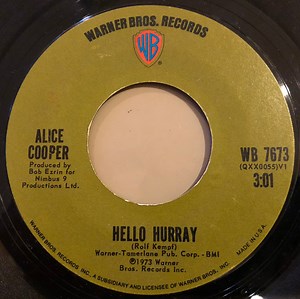 WARNER BROS. RECORDS
WB
ALICE
COOPER
Produced by
Bob Ezrin for
Nimbus 9
Productions Ltd.
WB 7673
(QXX0055)V1
3:01
HELLO HURRAY
(Rolf Kempf)
Warner-Tamerlane Pub. Corp. - BMI
©1973 Warner
Bros. Records Inc.
MADE IN U.S.A.
WARNER BROS. RECORDS INC., A SUBSIDIARY AND LICENSEE OF WARNER BROS. INC.